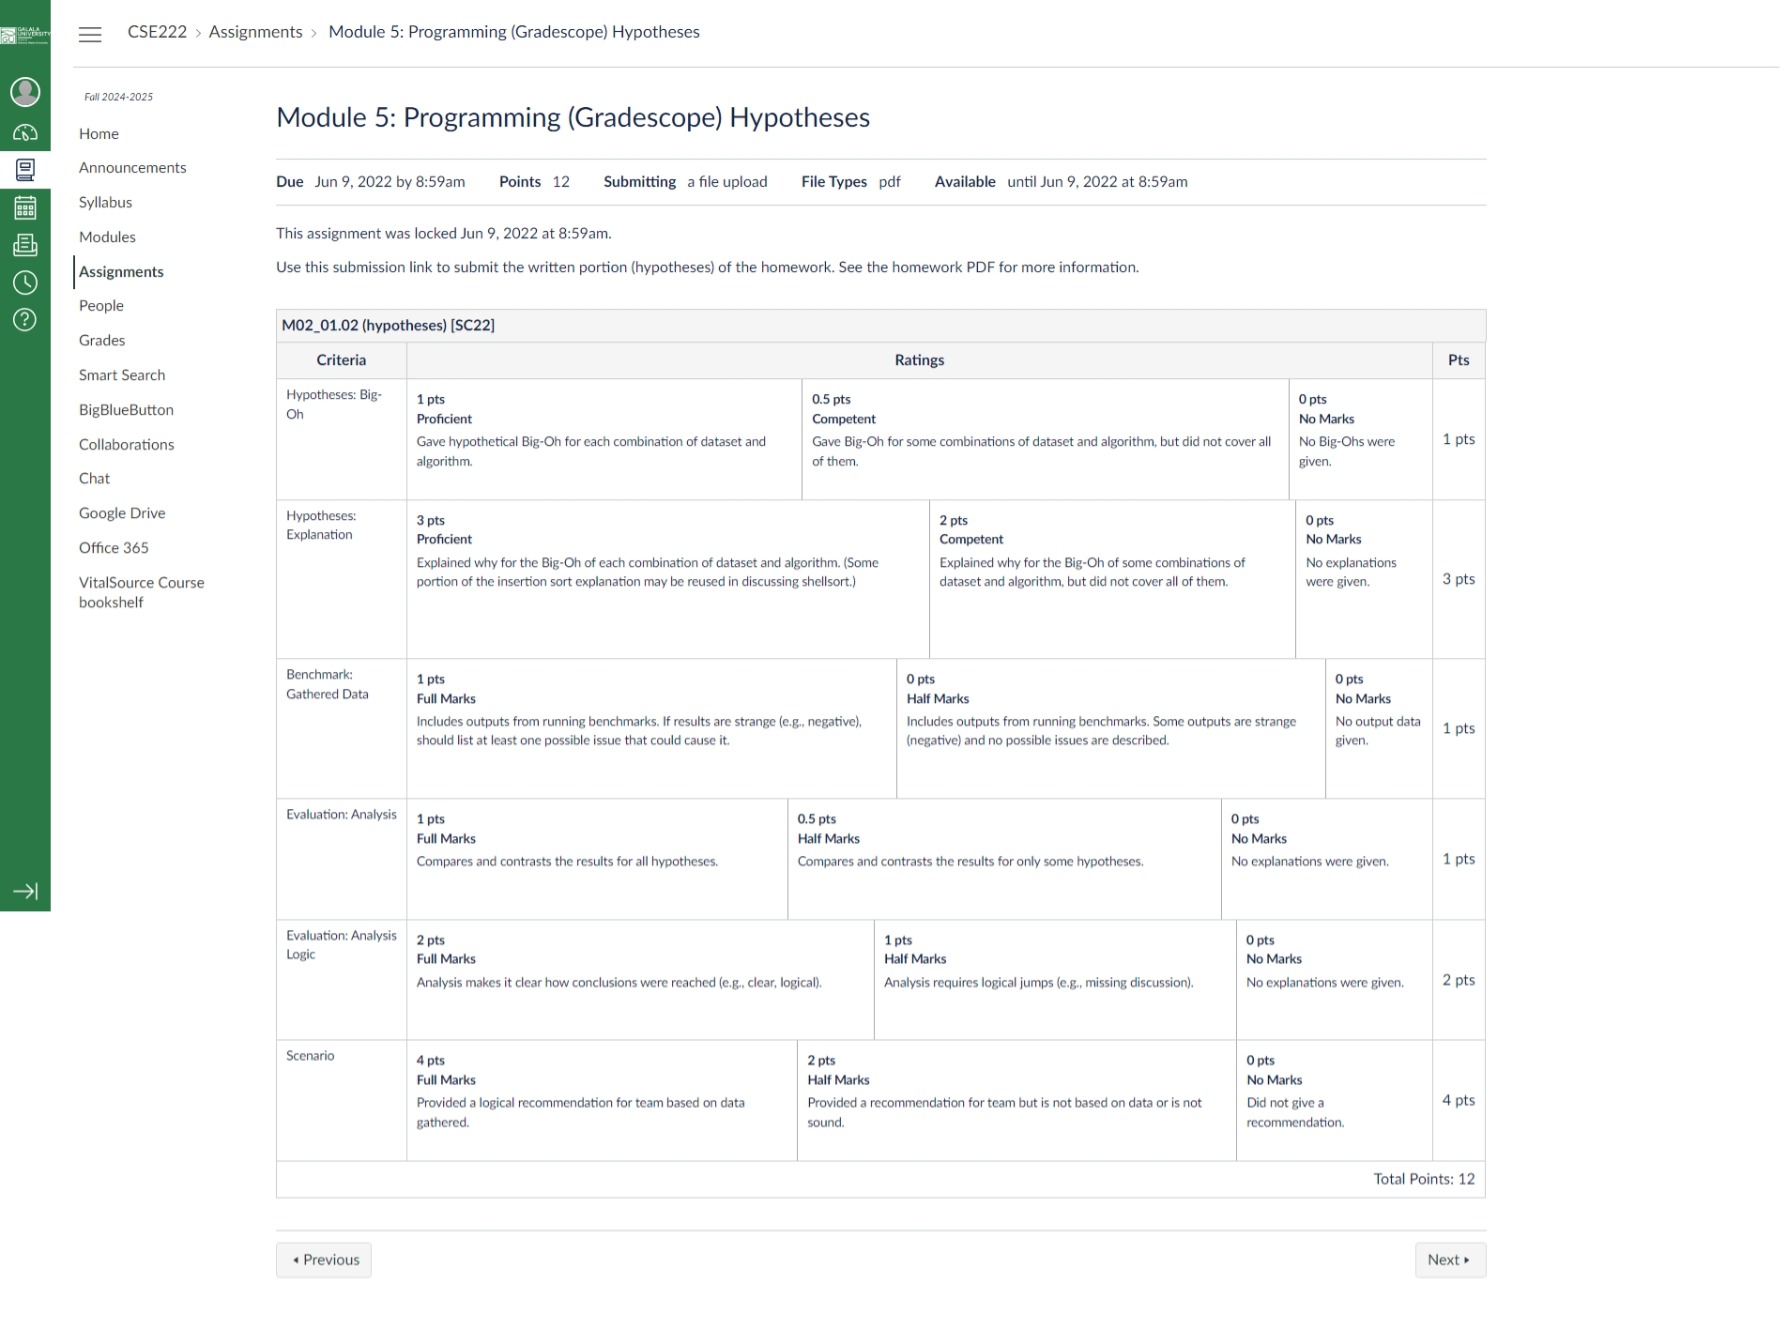 GALALA
UNIVERSITY
CSE222 › Assignments › Module 5: Programming (Gradescope) Hypotheses
Fall 2024-2025
Home
Announcements
Syllabus
Modules
Assignments
People
Grades
Smart Search
BigBlueButton
Collaborations
Chat
Google Drive
Office 365
VitalSource Course
bookshelf
Module 5: Programming (Gradescope) Hypotheses
Due Jun 9, 2022 by 8:59am Points 12 Submitting a file upload File Types pdf Available until Jun 9, 2022 at 8:59am
This assignment was locked Jun 9, 2022 at 8:59am.
Use this submission link to submit the written portion (hypotheses) of the homework. See the homework PDF for more information.
M02_01.02 (hypotheses) [SC22]
Criteria Ratings Pts
Hypotheses: Big-
Oh
1 pts
Proficient
Gave hypothetical Big-Oh for each combination of dataset and
algorithm.
0.5 pts
Competent
Gave Big-Oh for some combinations of dataset and algorithm, but did not cover all
of them.
0 pts
No Marks
No Big-Ohs were
given.
1 pts
Hypotheses:
Explanation
3 pts
Proficient
Explained why for the Big-Oh of each combination of dataset and algorithm. (Some
portion of the insertion sort explanation may be reused in discussing shellsort.)
2 pts
Competent
Explained why for the Big-Oh of some combinations of
dataset and algorithm, but did not cover all of them.
0 pts
No Marks
No explanations
were given.
3 pts
Benchmark:
Gathered Data
1 pts
Full Marks
Includes outputs from running benchmarks. If results are strange (e.g., negative),
should list at least one possible issue that could cause it.
0 pts
Half Marks
Includes outputs from running benchmarks. Some outputs are strange
(negative) and no possible issues are described.
0 pts
No Marks
No output data
given.
1 pts
Evaluation: Analysis
1 pts
Full Marks
Compares and contrasts the results for all hypotheses.
0.5 pts
Half Marks
Compares and contrasts the results for only some hypotheses.
0 pts
No Marks
No explanations were given.
1 pts
Evaluation: Analysis
Logic
2 pts
Full Marks
Analysis makes it clear how conclusions were reached (e.g., clear, logical).
1 pts
Half Marks
Analysis requires logical jumps (e.g., missing discussion).
0 pts
No Marks
No explanations were given.
2 pts
Scenario
4 pts
Full Marks
Provided a logical recommendation for team based on data
gathered.
2 pts
Half Marks
Provided a recommendation for team but is not based on data or is not
sound.
0 pts
No Marks
Did not give a
recommendation.
4 pts
Total Points: 12
Previous
Next